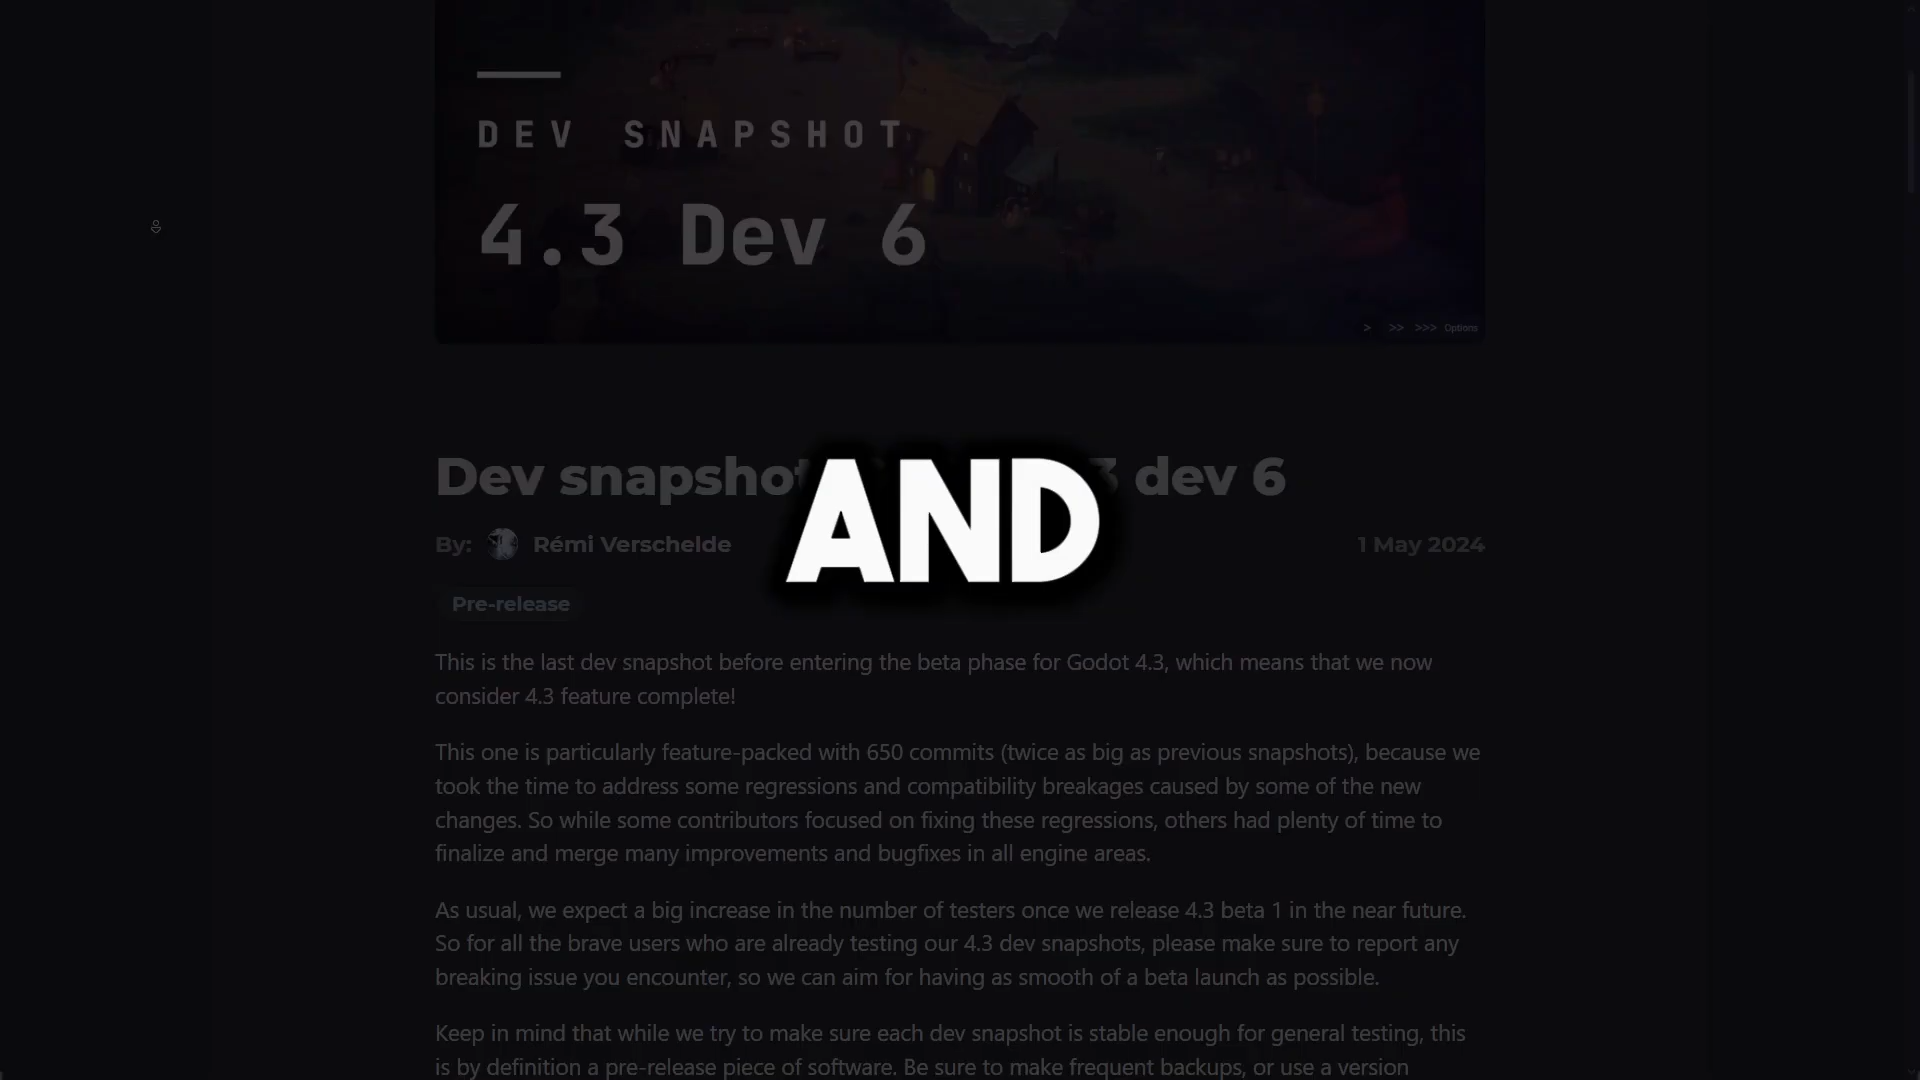 DEV SNAPSHOT
4.3 Dev 6
> >> >>> Options
Dev snapshot 3 dev 6
AND
By: Rémi Verschelde
1 May 2024
Pre-release
This is the last dev snapshot before entering the beta phase for Godot 4.3, which means that we now
consider 4.3 feature complete!
This one is particularly feature-packed with 650 commits (twice as big as previous snapshots), because we
took the time to address some regressions and compatibility breakages caused by some of the new
changes. So while some contributors focused on fixing these regressions, others had plenty of time to
finalize and merge many improvements and bugfixes in all engine areas.
As usual, we expect a big increase in the number of testers once we release 4.3 beta 1 in the near future.
So for all the brave users who are already testing our 4.3 dev snapshots, please make sure to report any
breaking issue you encounter, so we can aim for having as smooth of a beta launch as possible.
Keep in mind that while we try to make sure each dev snapshot is stable enough for general testing, this
is by definition a pre-release piece of software. Be sure to make frequent backups, or use a version